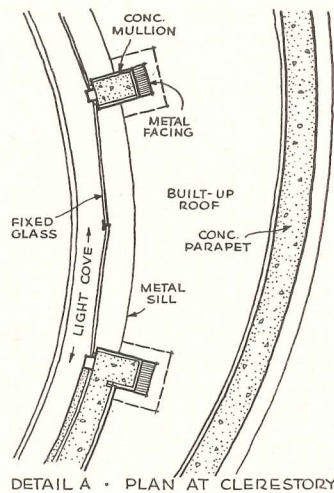 CONC.
MULLION
METAL
FACING
BUILT-UP
ROOF
FIXED
GLASS
CONC.
PARAPET
LIGHT COVE
METAL
SILL
DETAIL A · PLAN AT CLERESTORY